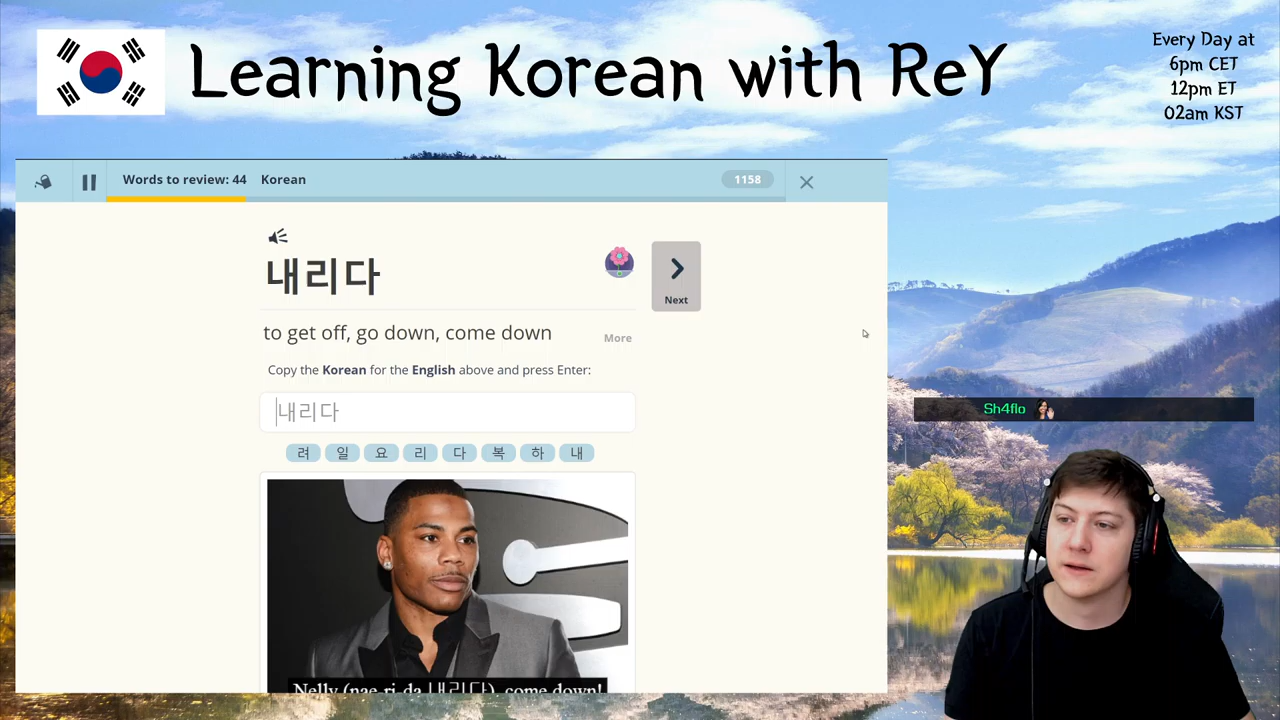 Learning Korean with ReY
Every Day at
6pm CET
12pm ET
02am KST
Words to review: 44 Korean
1158
내리다
Next
to get off, go down, come down
More
Copy the Korean for the English above and press Enter:
내리다
려 일 요 리 다 복 하 내
Nelly (nae-ri-da 내리다), come down!
Sh4flo